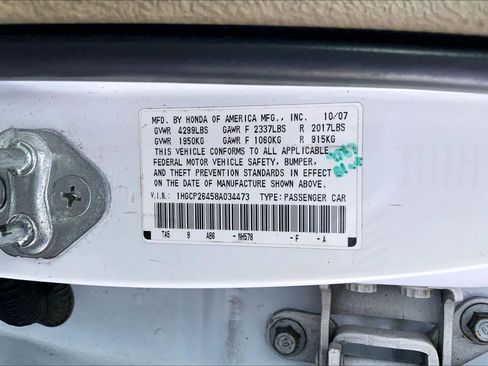 MFD. BY HONDA OF AMERICA MFG., INC. 10/07
GVWR 4299LBS GAWR F 2337LBS R 2017LBS
GVWR 1950KG GAWR F 1060KG R 915KG
THIS VEHICLE CONFORMS TO ALL APPLICABLE
FEDERAL MOTOR VEHICLE SAFETY, BUMPER,
AND THEFT PREVENTION STANDARDS IN EFFECT
ON THE DATE OF MANUFACTURE SHOWN ABOVE.
V.I.N: 1HGCP26458A034473 TYPE: PASSENGER CAR
TA5 8 AB6 -NH578 -F -A